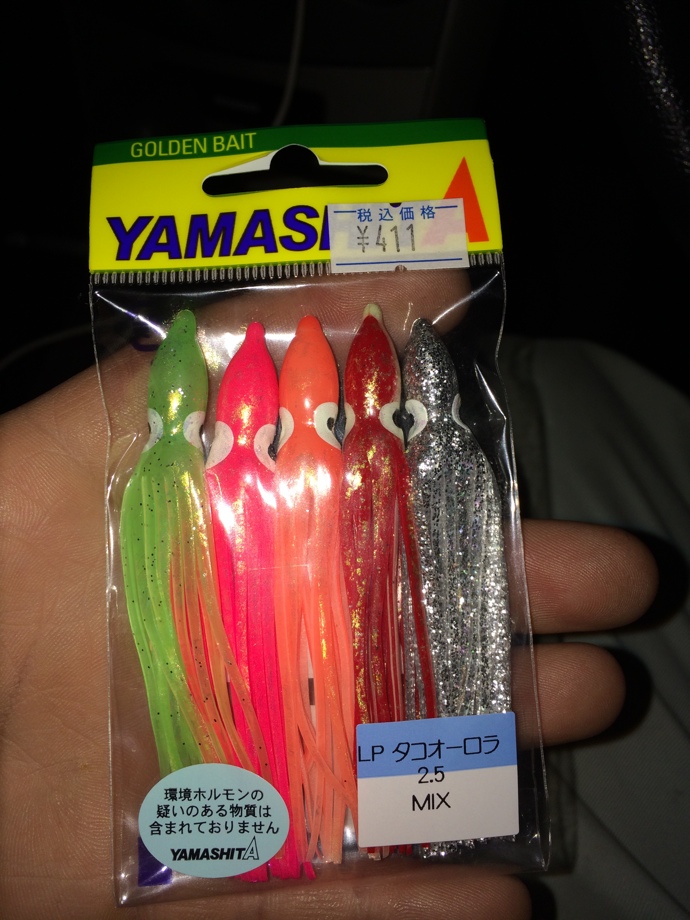 GOLDEN BAIT
YAMASHITA
税込価格
¥411
LP タコオーロラ
2.5
MIX
環境ホルモンの
疑いのある物質は
含まれておりません
YAMASHITA